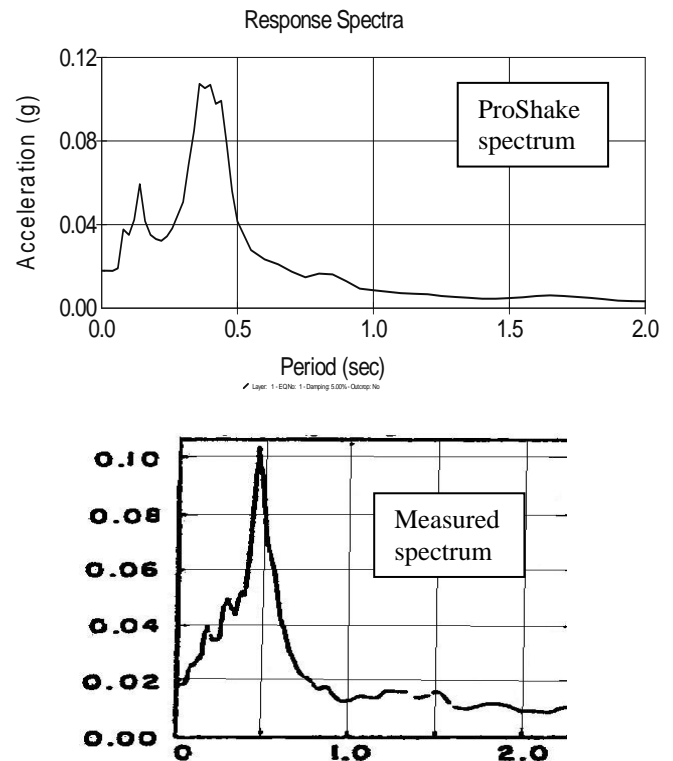 Response Spectra
0.12
0.08
0.04
0.00
Acceleration (g)
ProShake
spectrum
0.0 0.5 1.0 1.5 2.0
Period (sec)
Layer: 1 - EQ No: 1 - Damping: 5.00% - Outcrop: No
0.10
0.08
0.06
0.04
0.02
0.00
Measured
spectrum
0 1.0 2.0